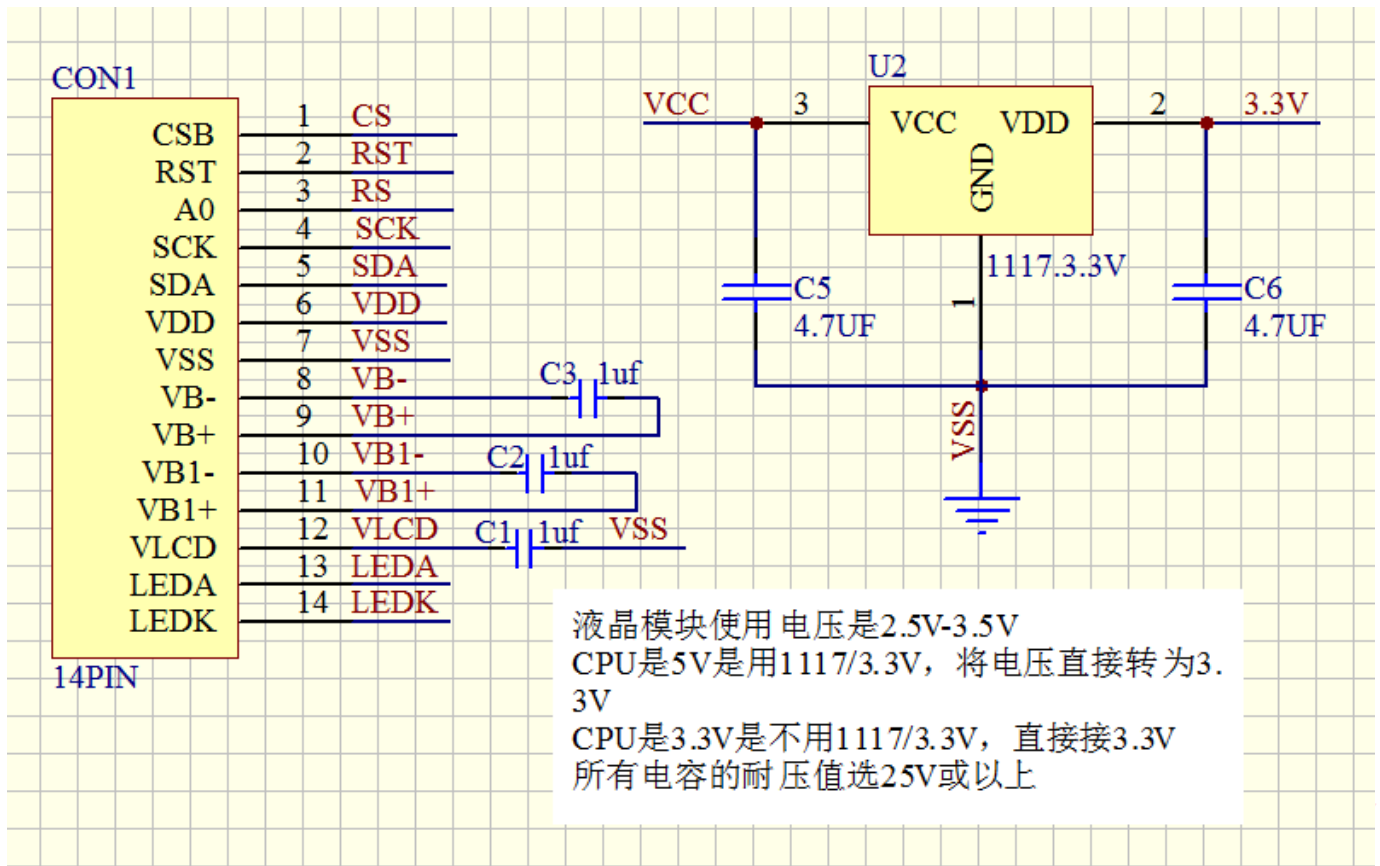 CON1
CSB 1 CS
RST 2 RST
A0 3 RS
SCK 4 SCK
SDA 5 SDA
VDD 6 VDD
VSS 7 VSS
VB- 8 VB- C3 1uf
VB+ 9 VB+
VB1- 10 VB1- C2 1uf
VB1+ 11 VB1+
VLCD 12 VLCD C1 1uf VSS
LEDA 13 LEDA
LEDK 14 LEDK
14PIN
U2
VCC 3 VCC VDD 2 3.3V
GND
1117.3.3V
1
C5
4.7UF
C6
4.7UF
VSS
液晶模块使用电压是2.5V-3.5V
CPU是5V是用1117/3.3V，将电压直接转为3.
3V
CPU是3.3V是不用1117/3.3V，直接接3.3V
所有电容的耐压值选25V或以上